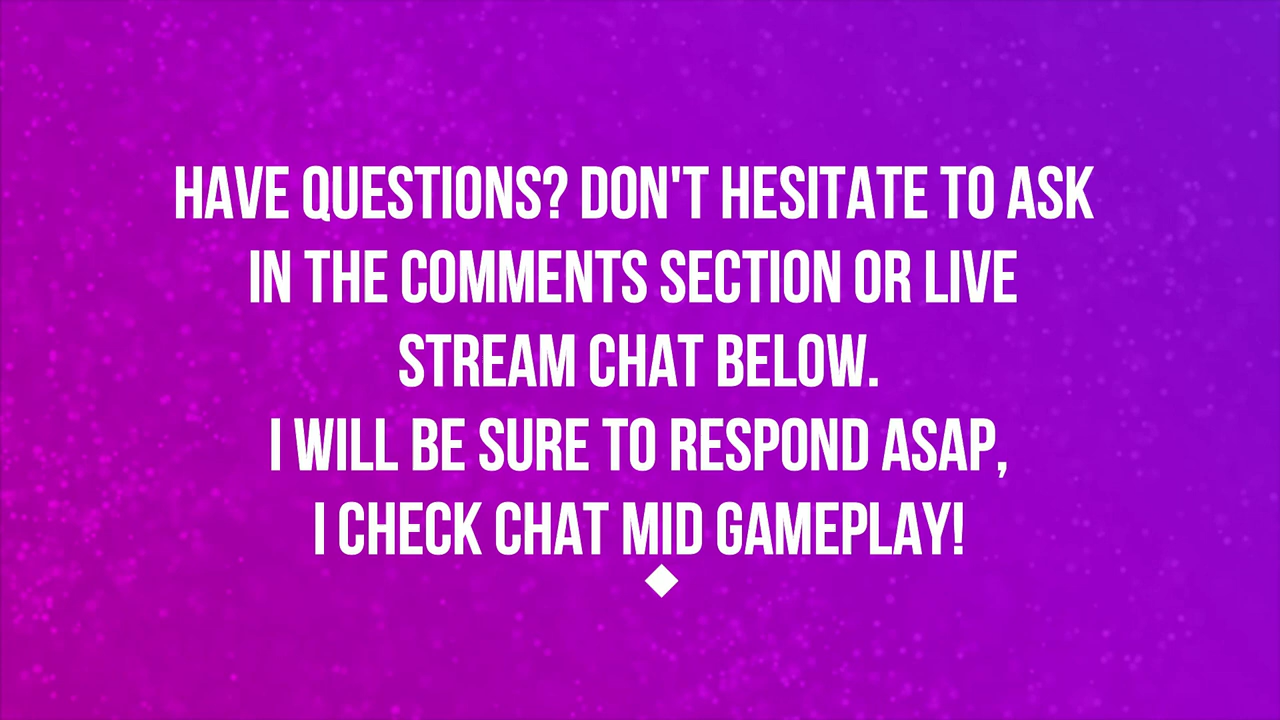 HAVE QUESTIONS? DON'T HESITATE TO ASK
IN THE COMMENTS SECTION OR LIVE
STREAM CHAT BELOW.
I WILL BE SURE TO RESPOND ASAP,
I CHECK CHAT MID GAMEPLAY!